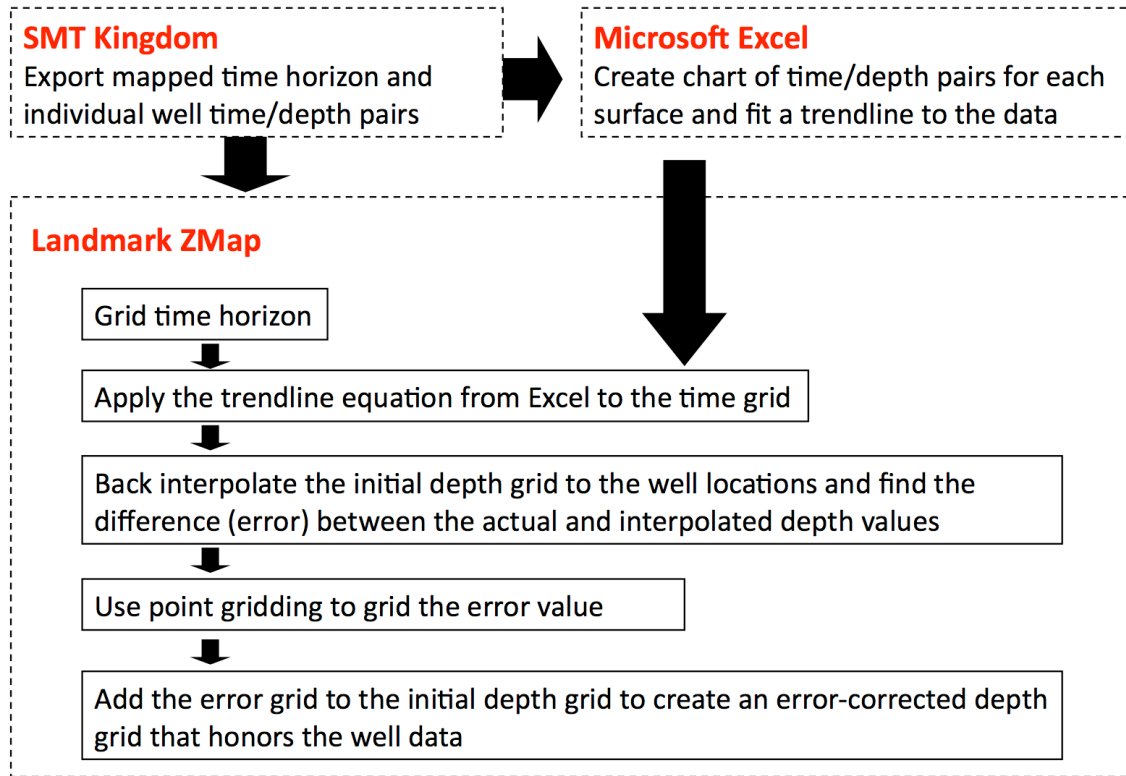 SMT Kingdom
Export mapped time horizon and
individual well time/depth pairs
Microsoft Excel
Create chart of time/depth pairs for each
surface and fit a trendline to the data
Landmark ZMap
Grid time horizon
Apply the trendline equation from Excel to the time grid
Back interpolate the initial depth grid to the well locations and find the
difference (error) between the actual and interpolated depth values
Use point gridding to grid the error value
Add the error grid to the initial depth grid to create an error-corrected depth
grid that honors the well data